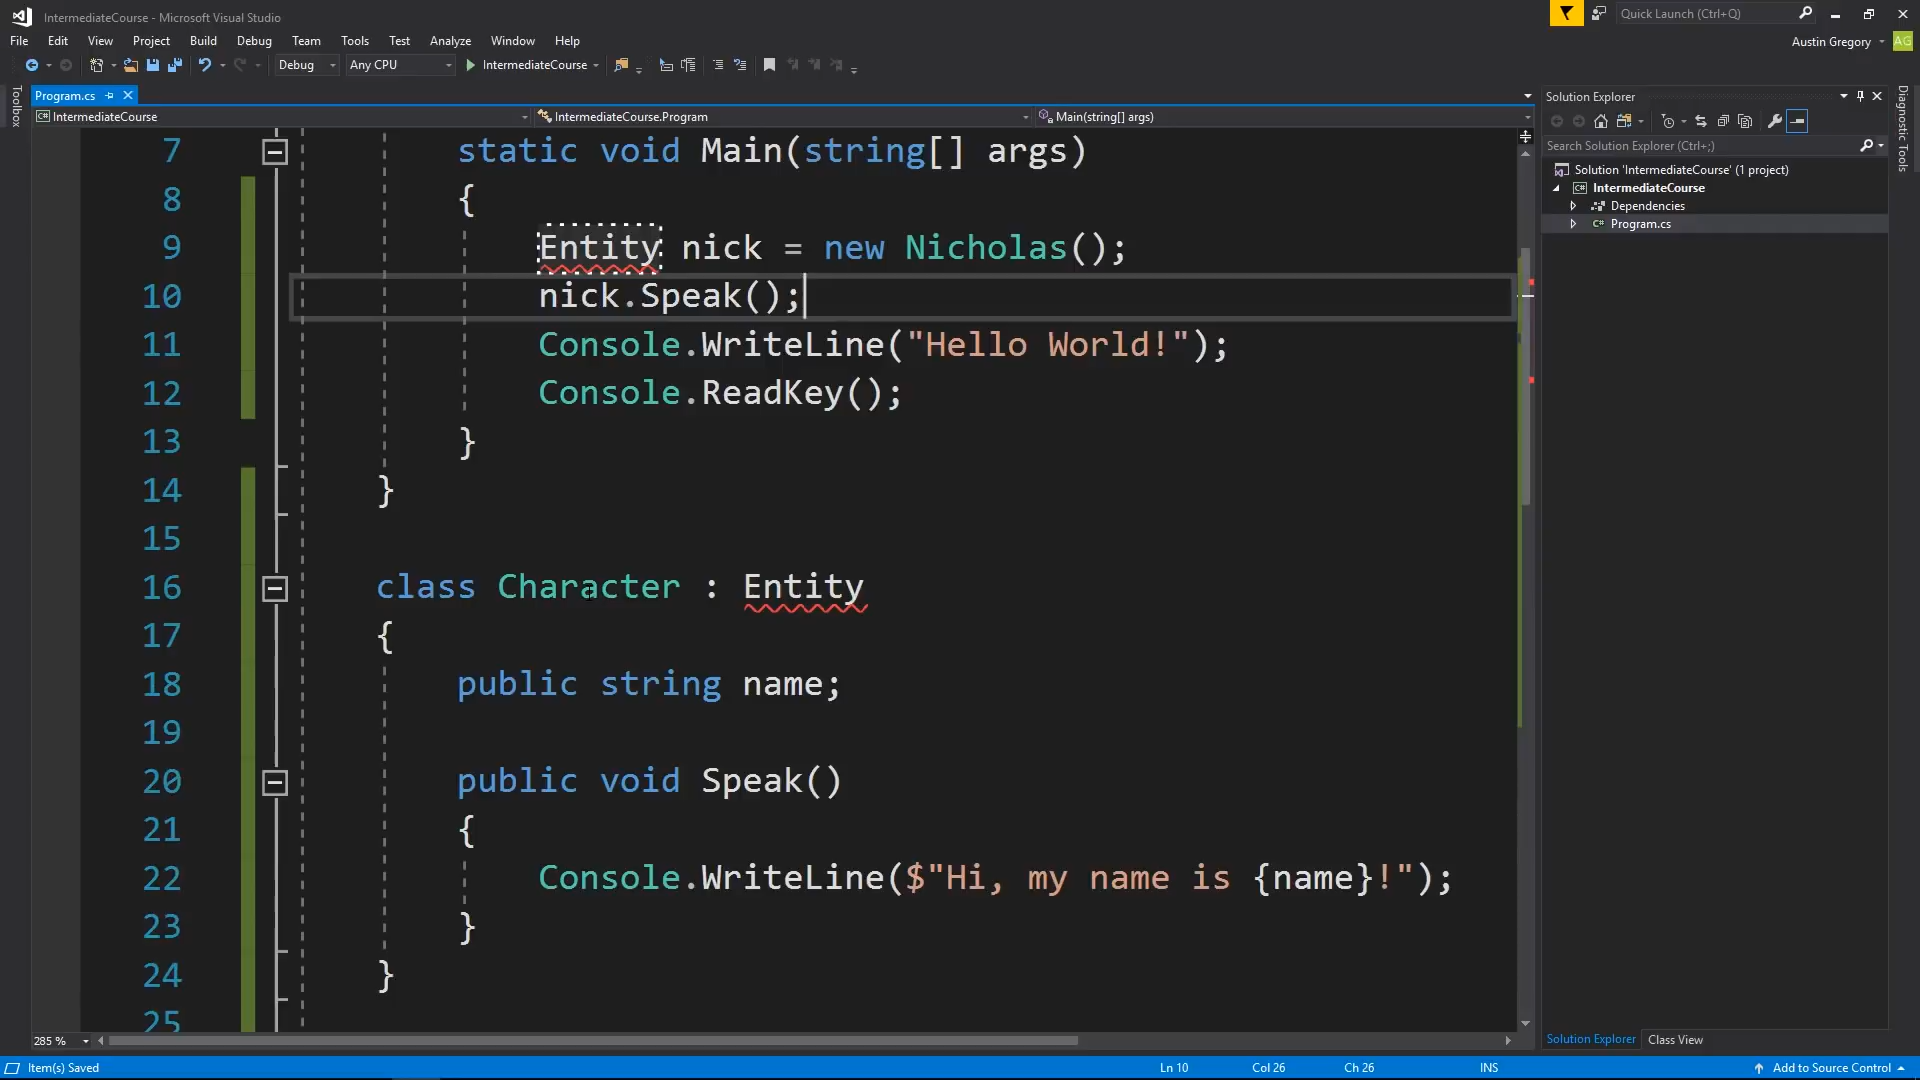 IntermediateCourse - Microsoft Visual Studio
Quick Launch (Ctrl+Q)
File Edit View Project Build Debug Team Tools Test Analyze Window Help
Austin Gregory AG
Debug Any CPU IntermediateCourse
Toolbox
Program.cs
IntermediateCourse IntermediateCourse.Program Main(string[] args)
7 static void Main(string[] args)
8 {
9 Entity nick = new Nicholas();
10 nick.Speak();
11 Console.WriteLine("Hello World!");
12 Console.ReadKey();
13 }
14 }
15
16 class Character : Entity
17 {
18 public string name;
19
20 public void Speak()
21 {
22 Console.WriteLine($"Hi, my name is {name}!");
23 }
24 }
25
285 %
Solution Explorer
Search Solution Explorer (Ctrl+;)
Solution 'IntermediateCourse' (1 project)
C# IntermediateCourse
Dependencies
C# Program.cs
Solution Explorer Class View
Diagnostic Tools
Item(s) Saved Ln 10 Col 26 Ch 26 INS Add to Source Control